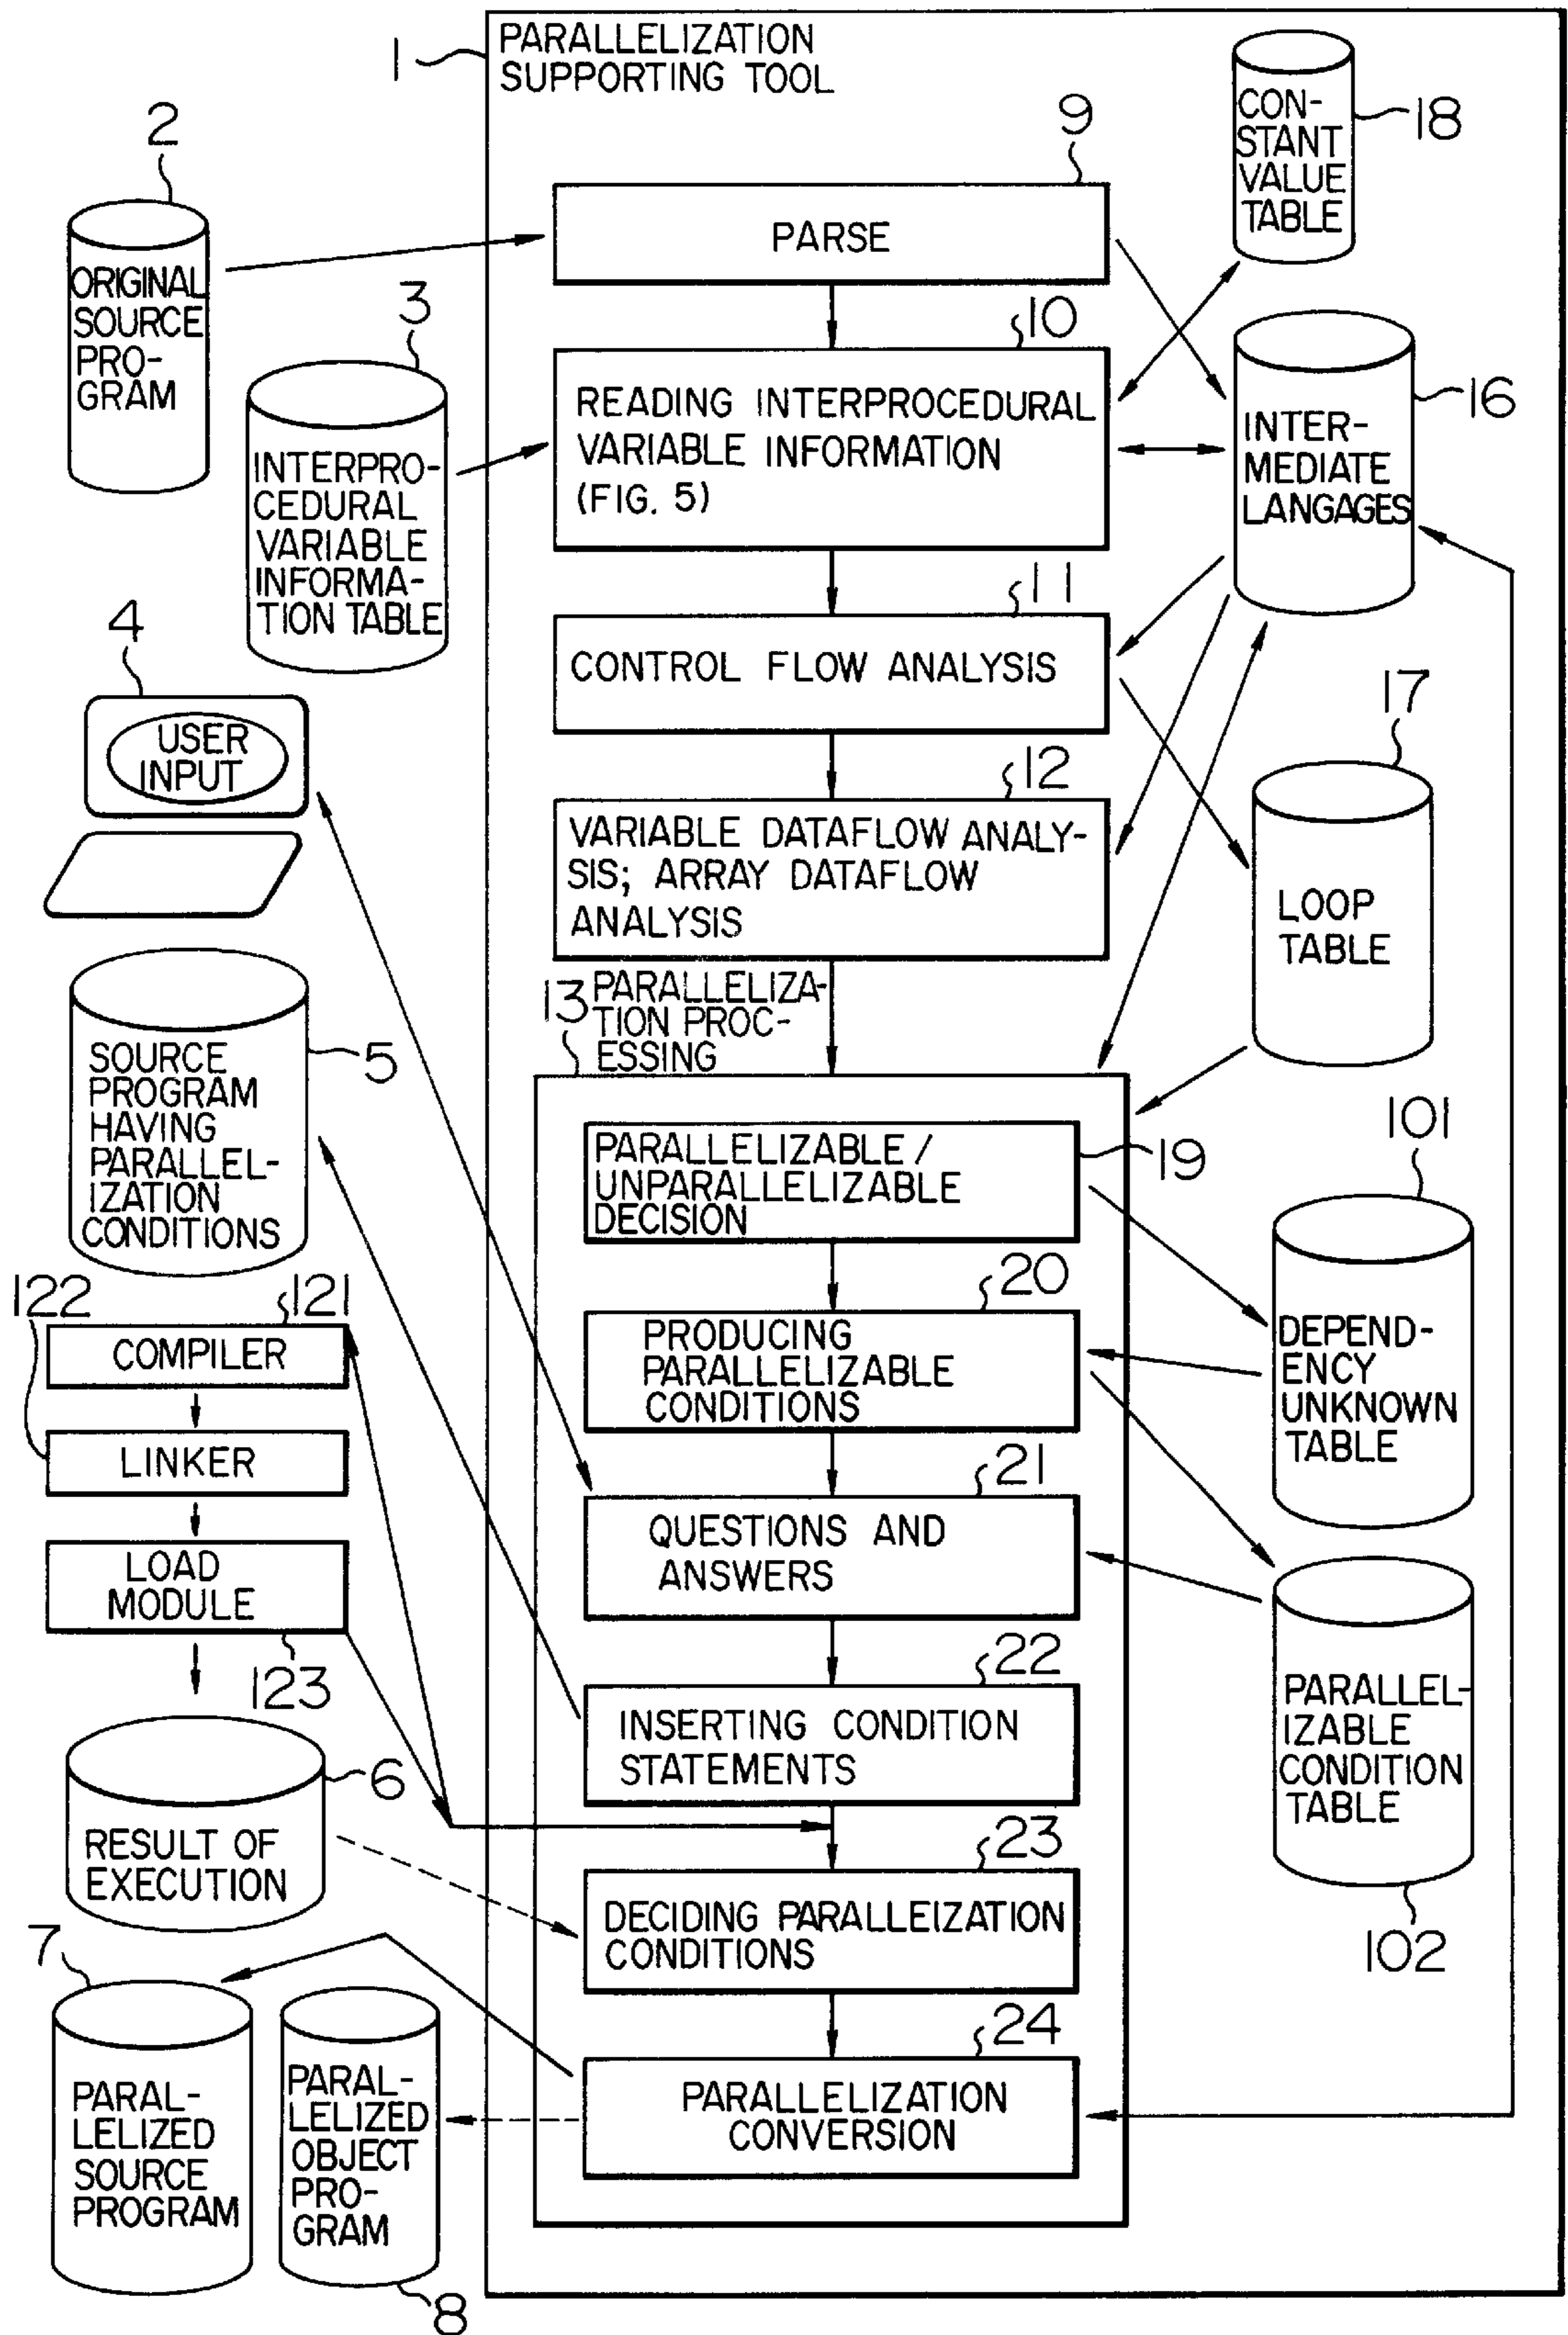 1
PARALLELIZATION
SUPPORTING TOOL
2
ORIGINAL
SOURCE
PRO-
GRAM
3
INTERPRO-
CEDURAL
VARIABLE
INFORMA-
TION TABLE
4
USER
INPUT
5
SOURCE
PROGRAM
HAVING
PARALLEL-
IZATION
CONDITIONS
122
121
COMPILER
LINKER
LOAD
MODULE
123
6
RESULT OF
EXECUTION
7
PARAL-
LELIZED
SOURCE
PROGRAM
PARAL-
LELIZED
OBJECT
PRO-
GRAM
8
9
PARSE
10
READING INTERPROCEDURAL
VARIABLE INFORMATION
(FIG. 5)
11
CONTROL FLOW ANALYSIS
12
VARIABLE DATAFLOW ANALY-
SIS; ARRAY DATAFLOW
ANALYSIS
13
PARALLELIZA-
TION PROC-
ESSING
PARALLELIZABLE /
UNPARALLELIZABLE
DECISION
19
20
PRODUCING
PARALLELIZABLE
CONDITIONS
21
QUESTIONS AND
ANSWERS
22
INSERTING CONDITION
STATEMENTS
23
DECIDING PARALLEIZATION
CONDITIONS
24
PARALLELIZATION
CONVERSION
CON-
STANT
VALUE
TABLE
18
16
INTER-
MEDIATE
LANGAGES
17
LOOP
TABLE
101
DEPEND-
ENCY
UNKNOWN
TABLE
PARALLEL-
IZABLE
CONDITION
TABLE
102